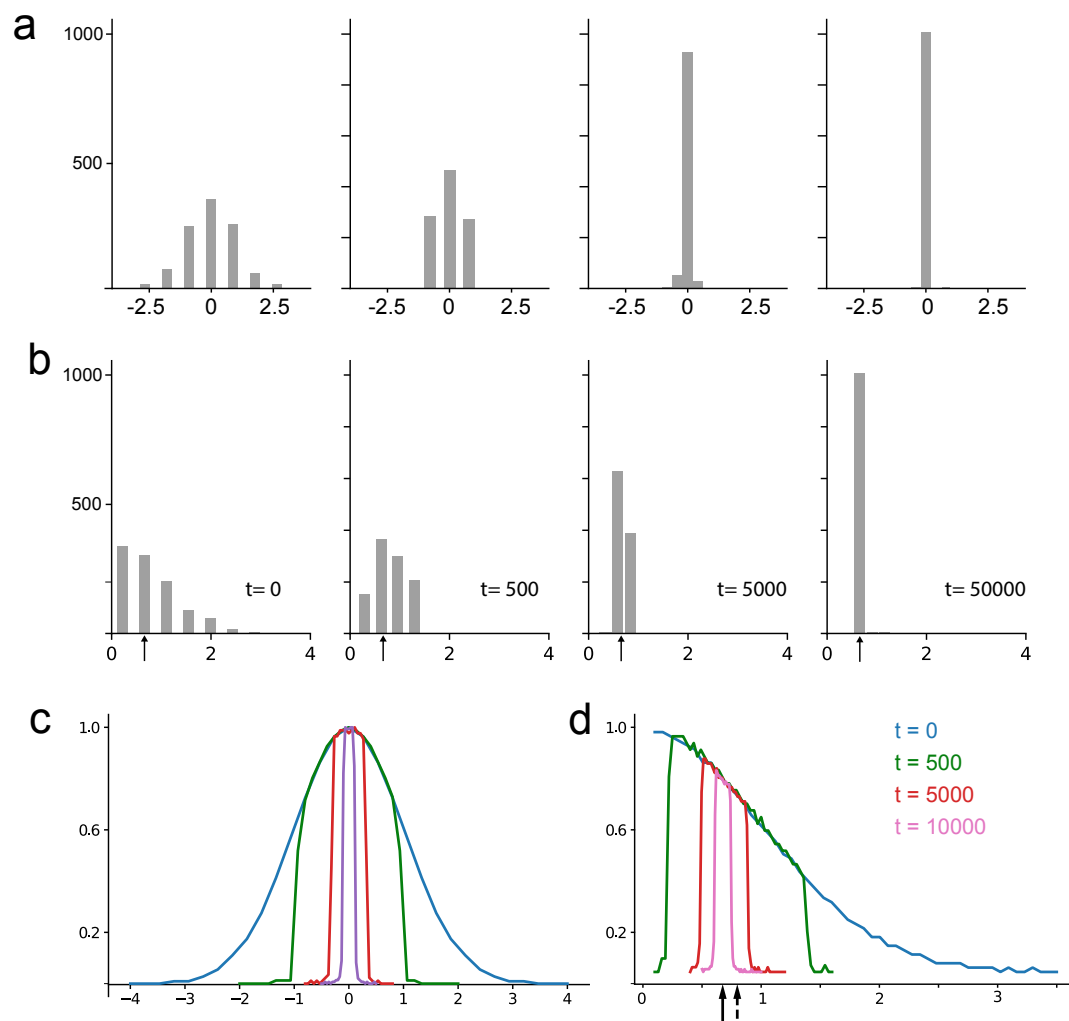 a
1000
500
-2.5 0 2.5 -2.5 0 2.5 -2.5 0 2.5 -2.5 0 2.5
b
1000
500
t= 0 t= 500 t= 5000 t= 50000
0 2 4 0 2 4 0 2 4 0 2 4
c
1.0
0.6
0.2
−4 −3 −2 −1 0 1 2 3 4
d
1.0
0.6
0.2
t = 0
t = 500
t = 5000
t = 10000
0 1 2 3